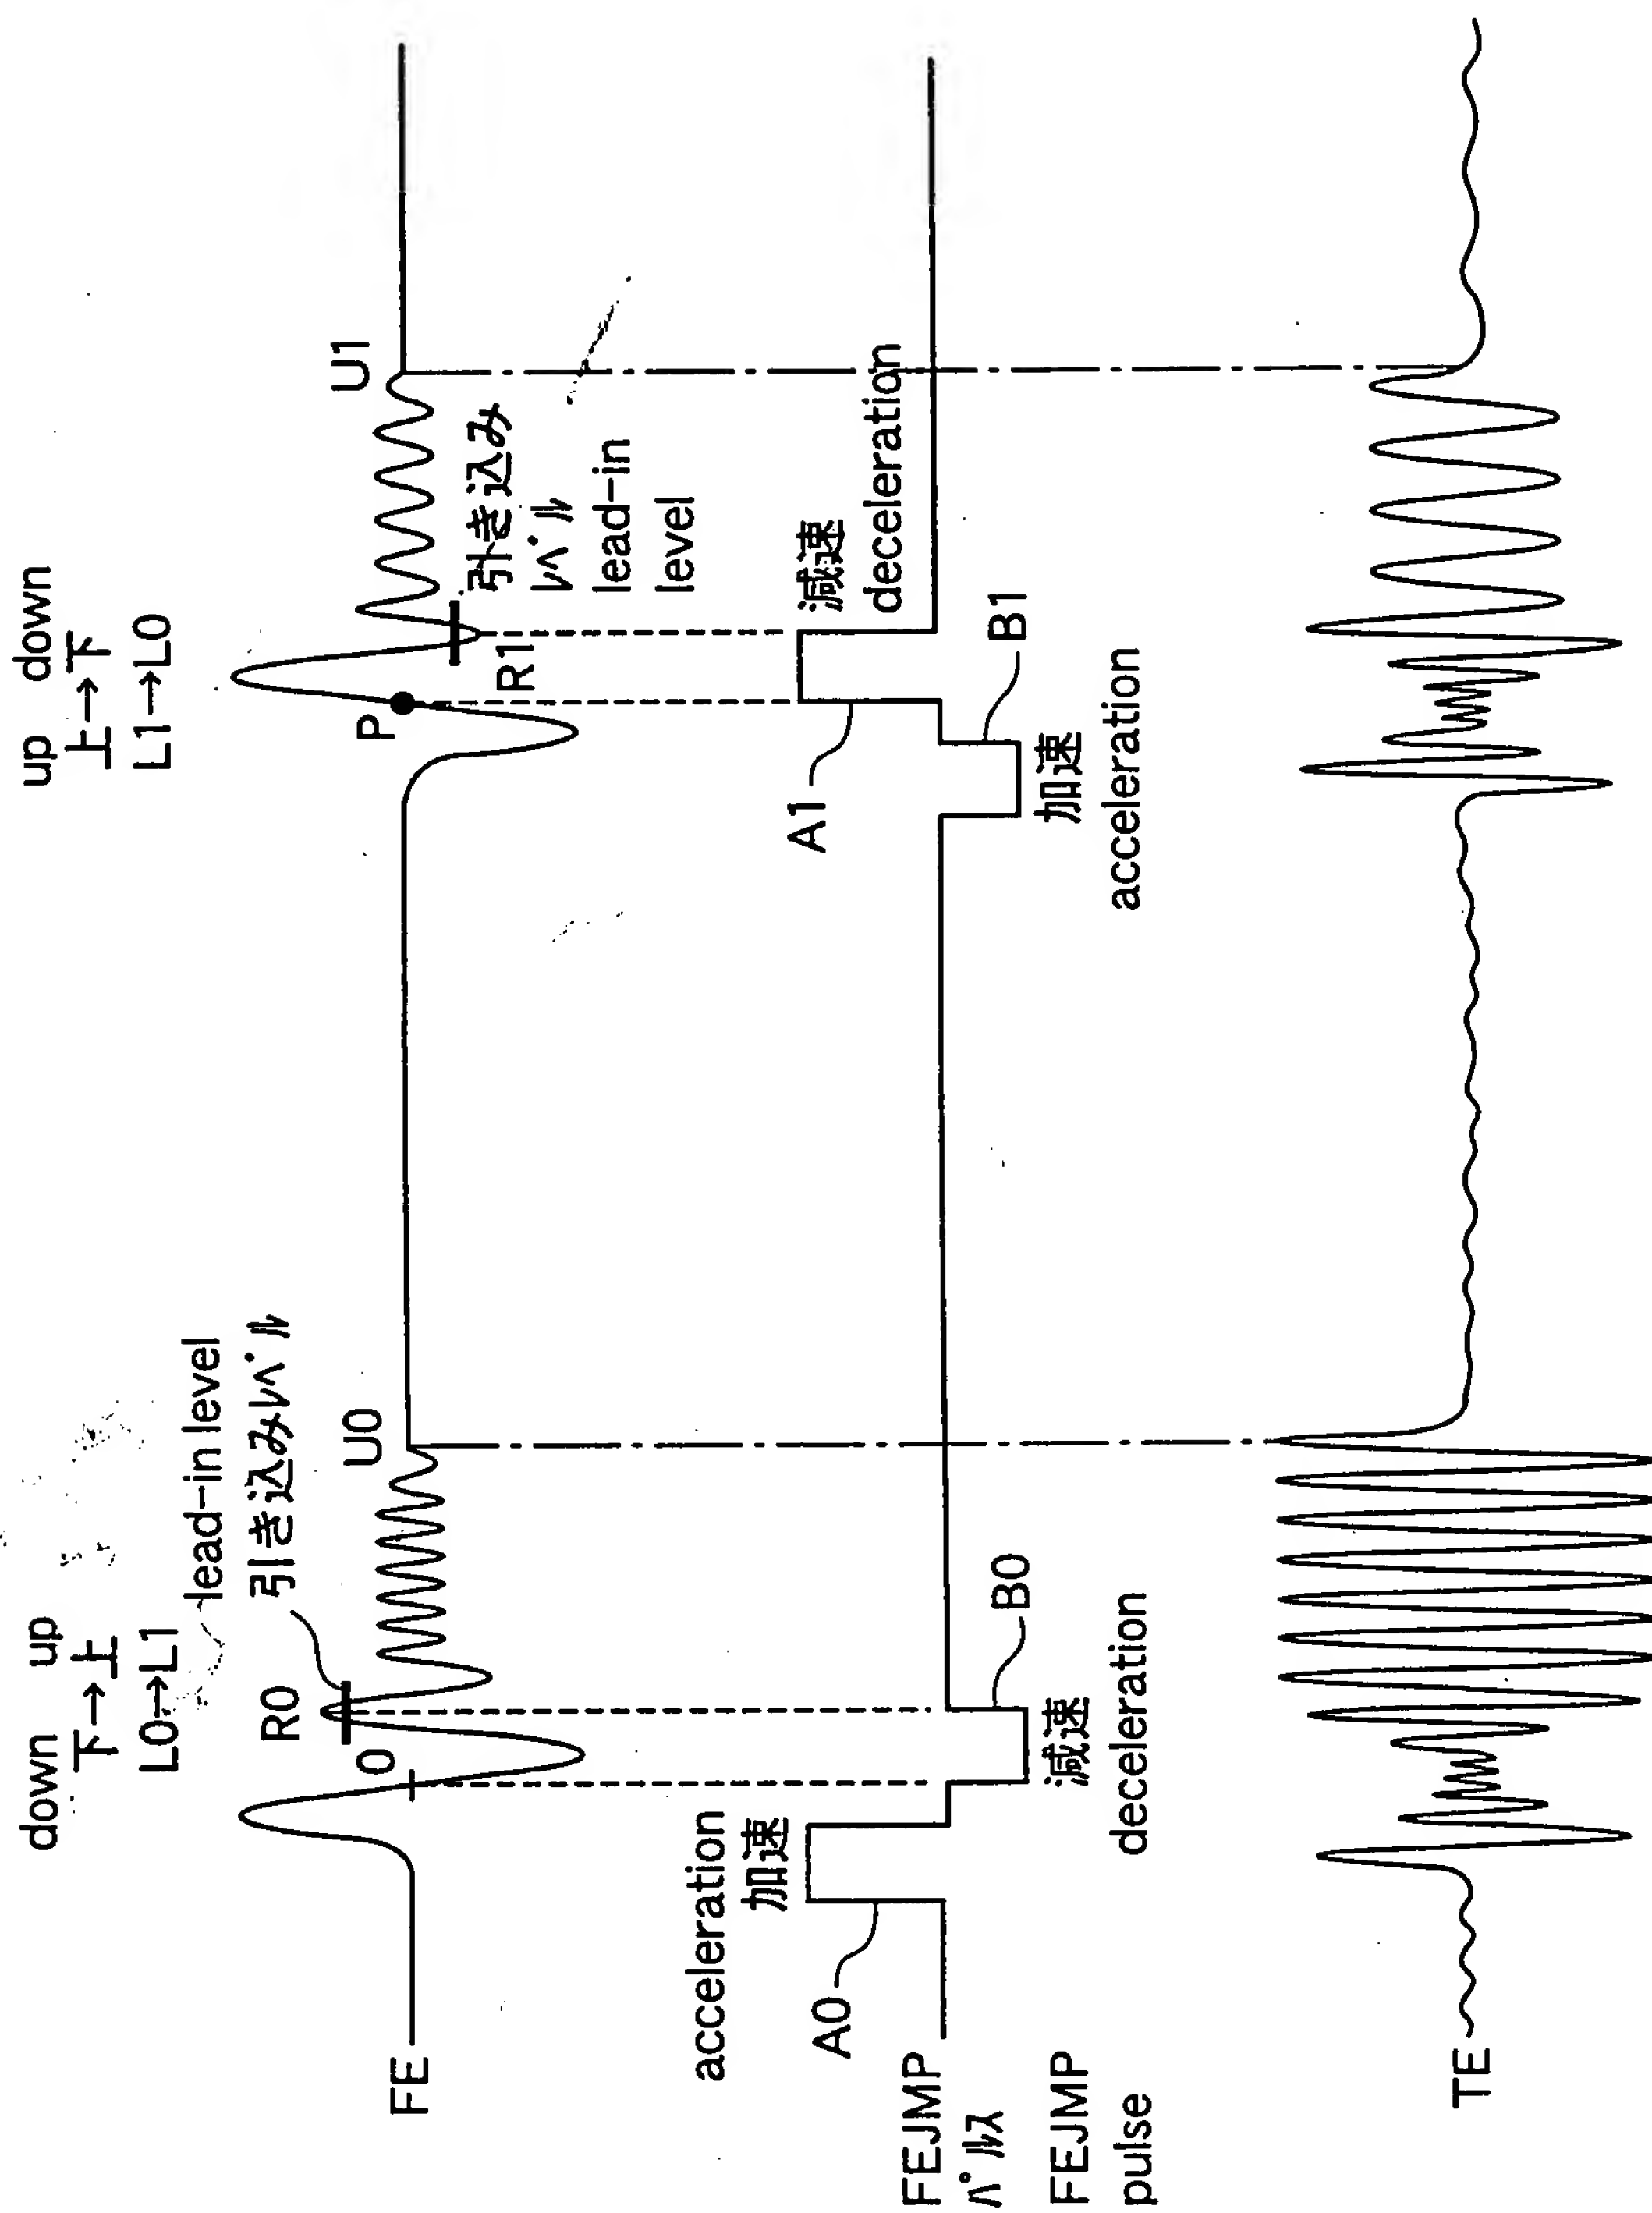 down up
下→上
L0→L1
lead-in level
引き込みレベル
R0
O
U0
FE
up down
上→下
L1→L0
P
R1
U1
引き込み
レベル
lead-in
level
acceleration
加速
A0
B0
減速
deceleration
FEJMP
パルス
FEJMP
pulse
減速
deceleration
A1
B1
加速
acceleration
TE